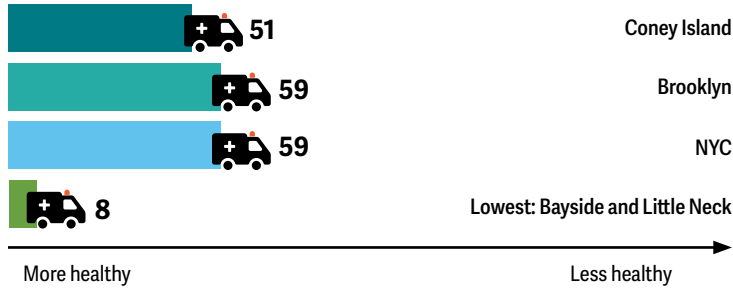 51 Coney Island
59 Brooklyn
59 NYC
8 Lowest: Bayside and Little Neck
More healthy Less healthy